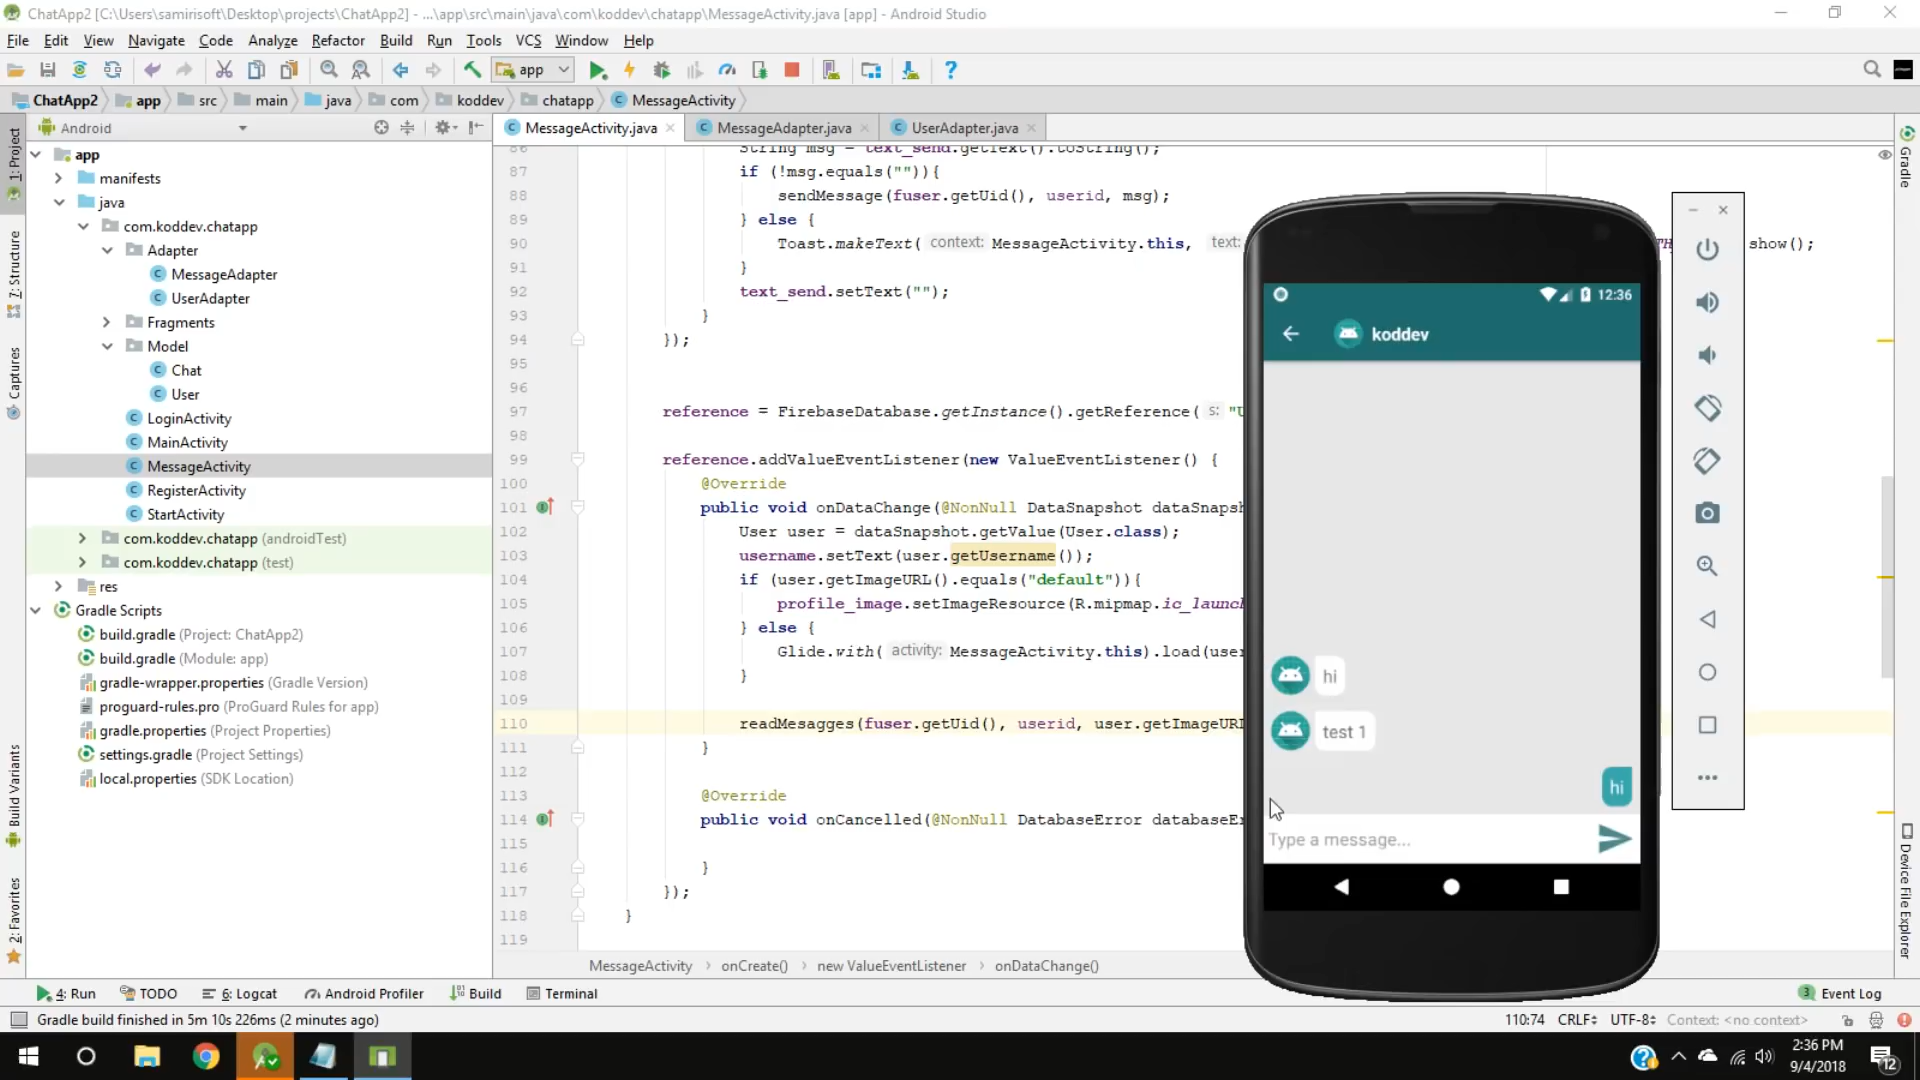 ChatApp2 [C:\Users\samirisoft\Desktop\projects\ChatApp2] - ...\app\src\main\java\com\koddev\chatapp\MessageActivity.java [app] - Android Studio
File Edit View Navigate Code Analyze Refactor Build Run Tools VCS Window Help
app
ChatApp2 app src main java com koddev chatapp MessageActivity
Android
MessageActivity.java MessageAdapter.java UserAdapter.java
1: Project
7: Structure
Captures
Build Variants
2: Favorites
app
manifests
java
com.koddev.chatapp
Adapter
MessageAdapter
UserAdapter
Fragments
Model
Chat
User
LoginActivity
MainActivity
MessageActivity
RegisterActivity
StartActivity
com.koddev.chatapp (androidTest)
com.koddev.chatapp (test)
res
Gradle Scripts
build.gradle (Project: ChatApp2)
build.gradle (Module: app)
gradle-wrapper.properties (Gradle Version)
proguard-rules.pro (ProGuard Rules for app)
gradle.properties (Project Properties)
settings.gradle (Project Settings)
local.properties (SDK Location)
86 String msg = text_send.getText().toString();
87 if (!msg.equals("")){
88 sendMessage(fuser.getUid(), userid, msg);
89 } else {
90 Toast.makeText( context: MessageActivity.this, text: show();
91 }
92 text_send.setText("");
93 }
94 });
95
96
97 reference = FirebaseDatabase.getInstance().getReference( s: "U
98
99 reference.addValueEventListener(new ValueEventListener() {
100 @Override
101 public void onDataChange(@NonNull DataSnapshot dataSnapsh
102 User user = dataSnapshot.getValue(User.class);
103 username.setText(user.getUsername());
104 if (user.getImageURL().equals("default")){
105 profile_image.setImageResource(R.mipmap.ic_launch
106 } else {
107 Glide.with( activity: MessageActivity.this).load(user
108 }
109
110 readMesagges(fuser.getUid(), userid, user.getImageURL
111 }
112
113 @Override
114 public void onCancelled(@NonNull DatabaseError databaseEr
115
116 }
117 });
118 }
119
MessageActivity onCreate() new ValueEventListener onDataChange()
12:36
koddev
hi
test 1
hi
Type a message...
Gradle
Device File Explorer
4: Run TODO 6: Logcat Android Profiler Build Terminal
3 Event Log
Gradle build finished in 5m 10s 226ms (2 minutes ago)
110:74 CRLF UTF-8 Context: <no context>
2:36 PM
9/4/2018
12